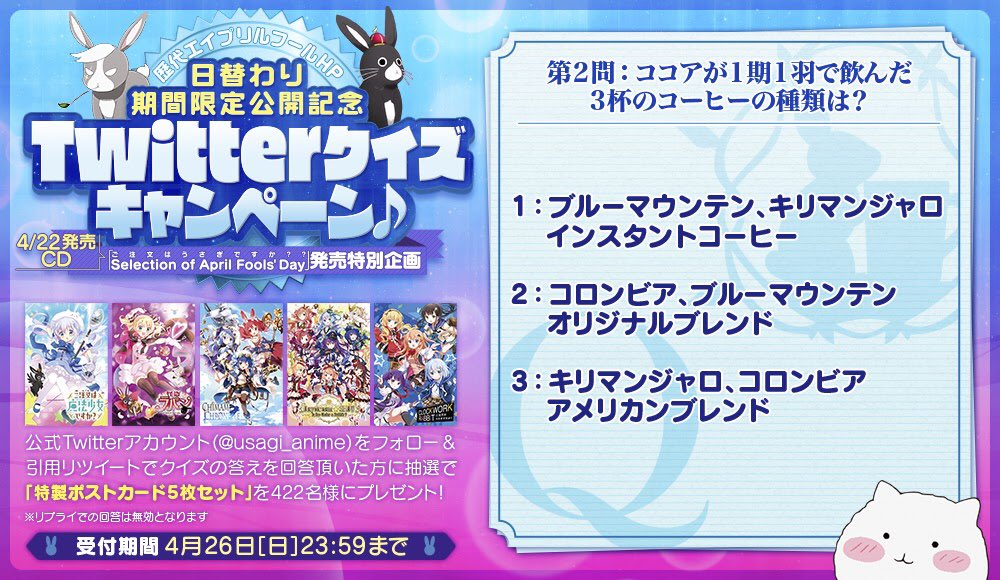 歴代エイプリルフールHP
日替わり
期間限定公開記念
Twitterクイズ
キャンペーン♪
4/22発売
CD
ご注文はうさぎですか??
「Selection of April Fools' Day」発売特別企画
公式Twitterアカウント(@usagi_anime)をフォロー&
引用リツイートでクイズの答えを回答頂いた方に抽選で
「特製ポストカード5枚セット」を422名様にプレゼント!
※リプライでの回答は無効となります
受付期間 4月26日[日]23:59まで
第2問:ココアが1期1羽で飲んだ
3杯のコーヒーの種類は?
1:ブルーマウンテン、キリマンジャロ
インスタントコーヒー
2:コロンビア、ブルーマウンテン
オリジナルブレンド
3:キリマンジャロ、コロンビア
アメリカンブレンド